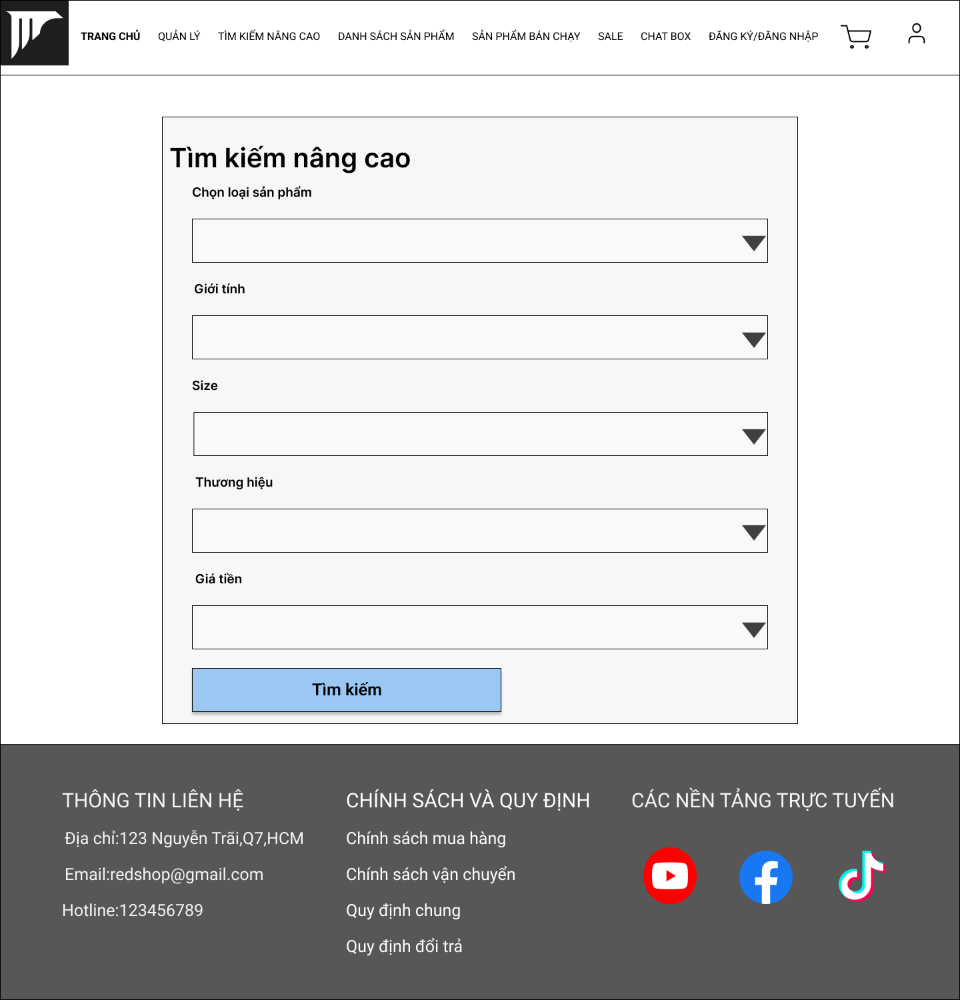 TRANG CHỦ QUẢN LÝ TÌM KIẾM NÂNG CAO DANH SÁCH SẢN PHẨM SẢN PHẨM BÁN CHẠY SALE CHAT BOX ĐĂNG KÝ/ĐĂNG NHẬP
Tìm kiếm nâng cao
Chọn loại sản phẩm
Giới tính
Size
Thương hiệu
Giá tiền
Tìm kiếm
THÔNG TIN LIÊN HỆ
Địa chỉ:123 Nguyễn Trãi,Q7,HCM
Email:redshop@gmail.com
Hotline:123456789
CHÍNH SÁCH VÀ QUY ĐỊNH
Chính sách mua hàng
Chính sách vận chuyển
Quy định chung
Quy định đổi trả
CÁC NỀN TẢNG TRỰC TUYẾN